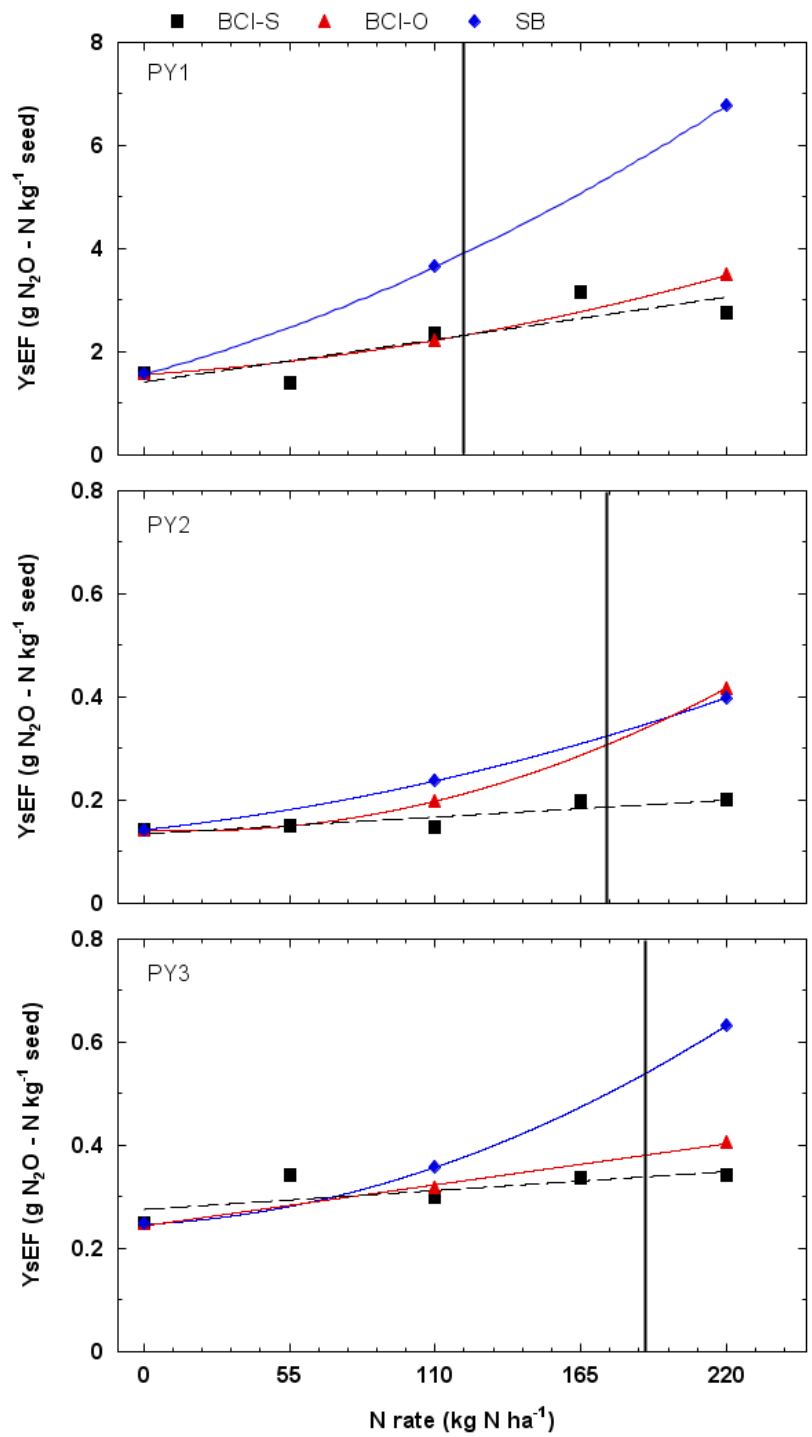 BCI-S BCI-O SB
PY1
8
6
4
2
0
YsEF (g N₂O - N kg⁻¹ seed)
PY2
0.8
0.6
0.4
0.2
0
YsEF (g N₂O - N kg⁻¹ seed)
PY3
0.8
0.6
0.4
0.2
0
YsEF (g N₂O - N kg⁻¹ seed)
0 55 110 165 220
N rate (kg N ha⁻¹)